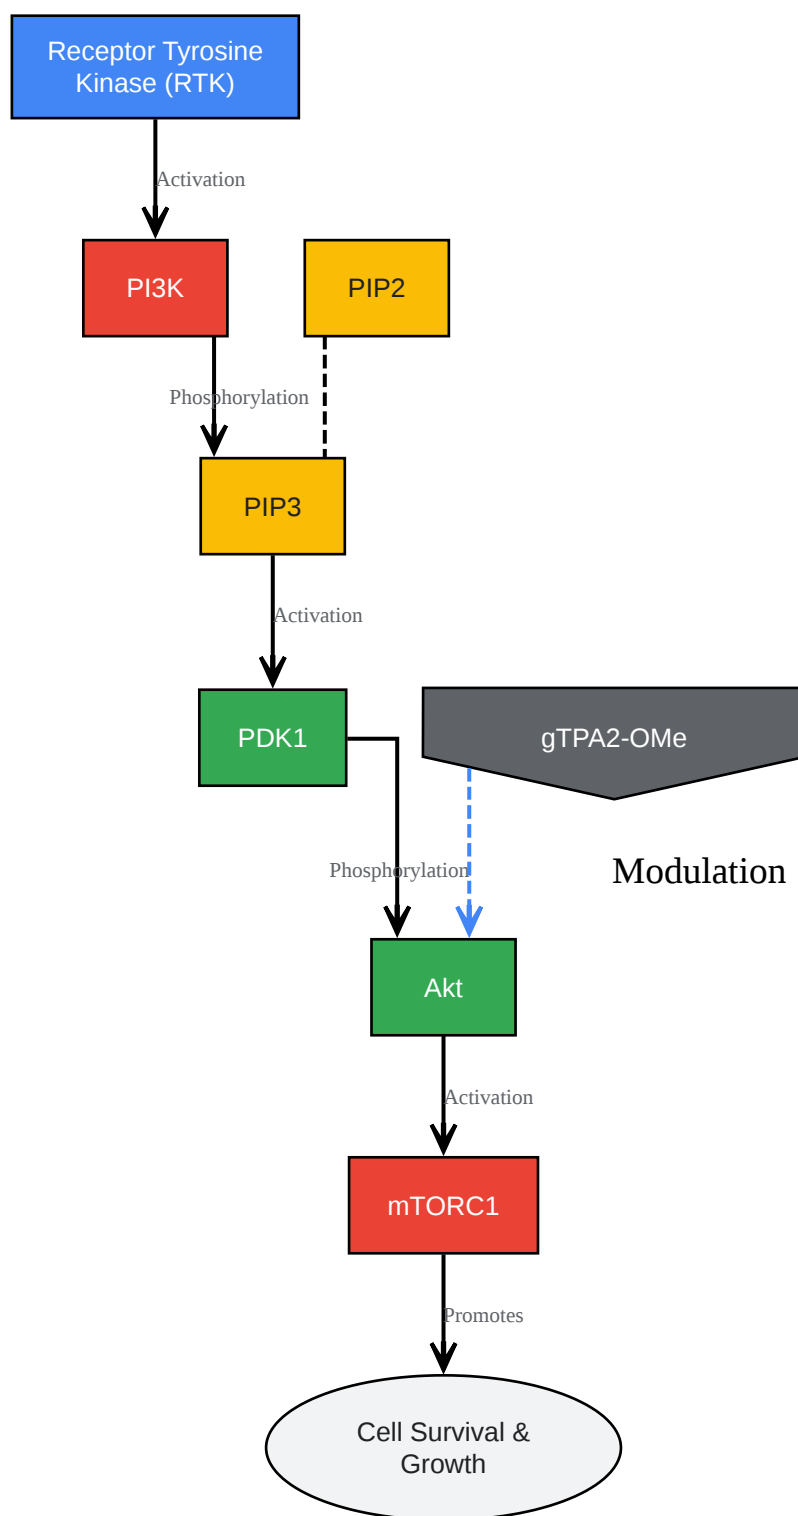 Receptor Tyrosine
Kinase (RTK)
Activation
PI3K
PIP2
Phosphorylation
PIP3
Activation
PDK1
gTPA2-OMe
Phosphorylation
Modulation
Akt
Activation
mTORC1
Promotes
Cell Survival &
Growth